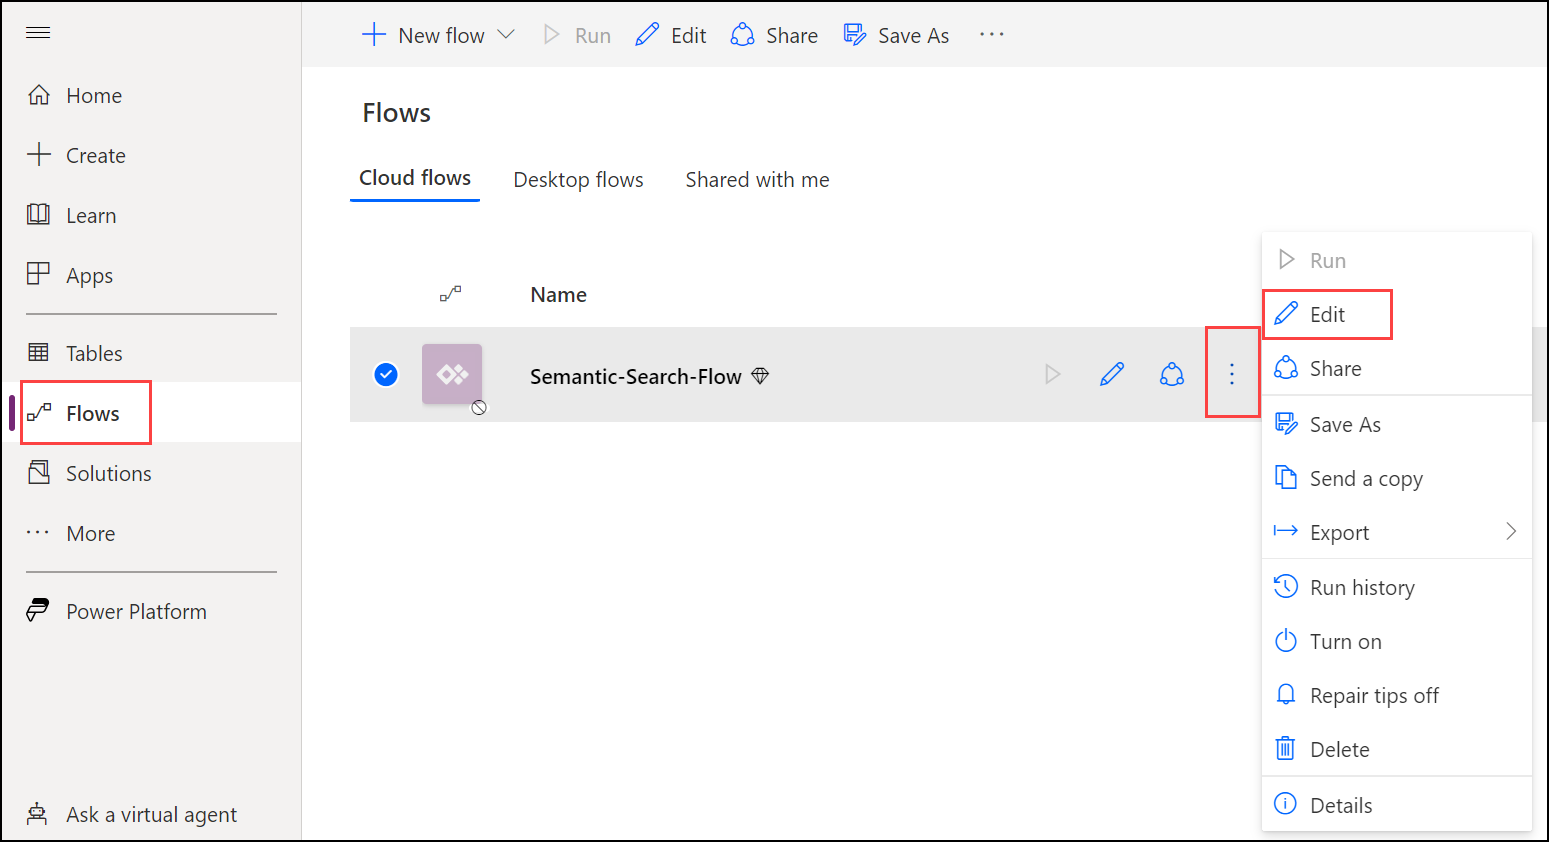 New flow
Run
Edit
Share
Save As
Home
Create
Learn
Apps
Tables
Flows
Solutions
More
Power Platform
Ask a virtual agent
Flows
Cloud flows
Desktop flows
Shared with me
Name
Semantic-Search-Flow
Run
Edit
Share
Save As
Send a copy
Export
Run history
Turn on
Repair tips off
Delete
Details